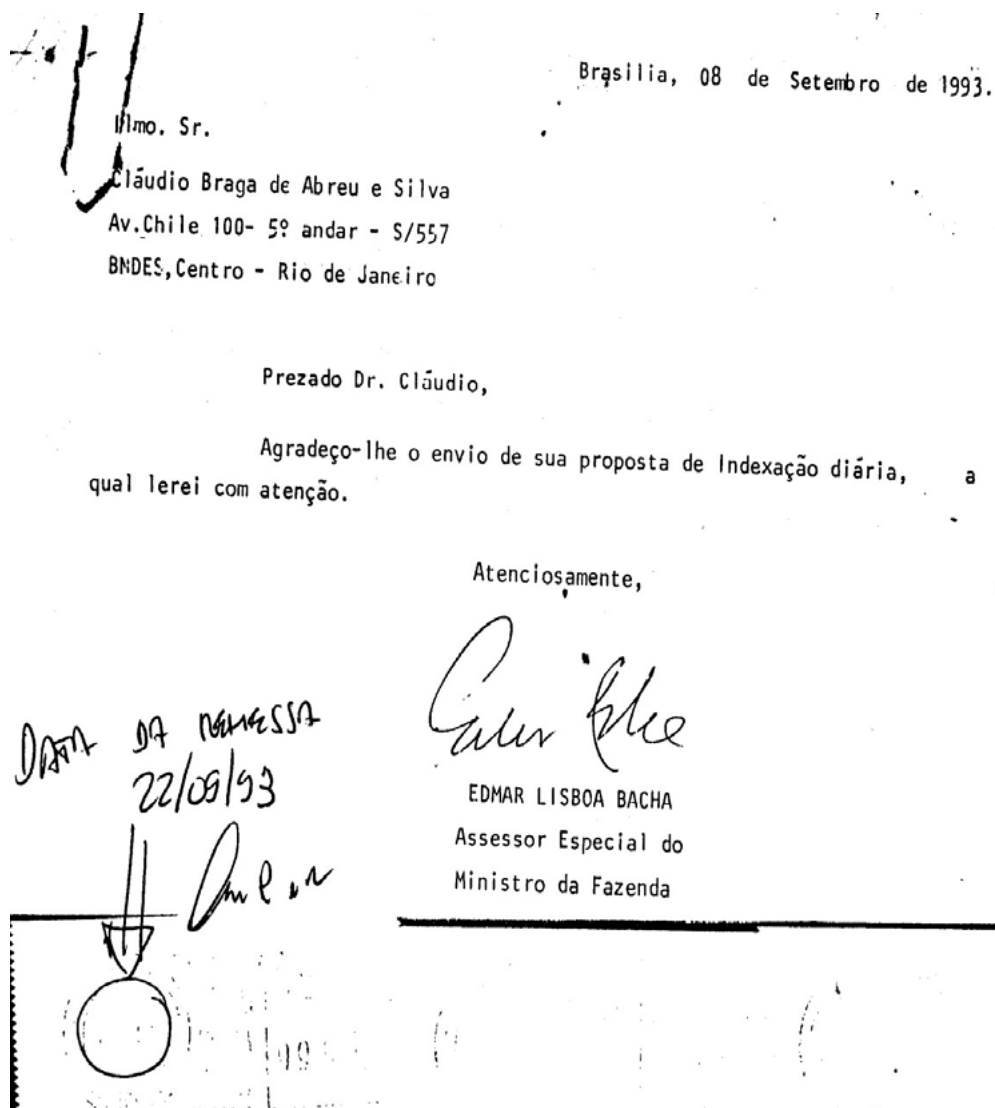 Brasilia, 08 de Setembro de 1993.
Ilmo. Sr.
Cláudio Braga de Abreu e Silva
Av.Chile 100- 5º andar - S/557
BNDES,Centro - Rio de Janeiro
Prezado Dr. Cláudio,
Agradeço-lhe o envio de sua proposta de Indexação diária, a
qual lerei com atenção.
Atenciosamente,
EDMAR LISBOA BACHA
Assessor Especial do
Ministro da Fazenda
DATA DA REMESSA
22/09/93